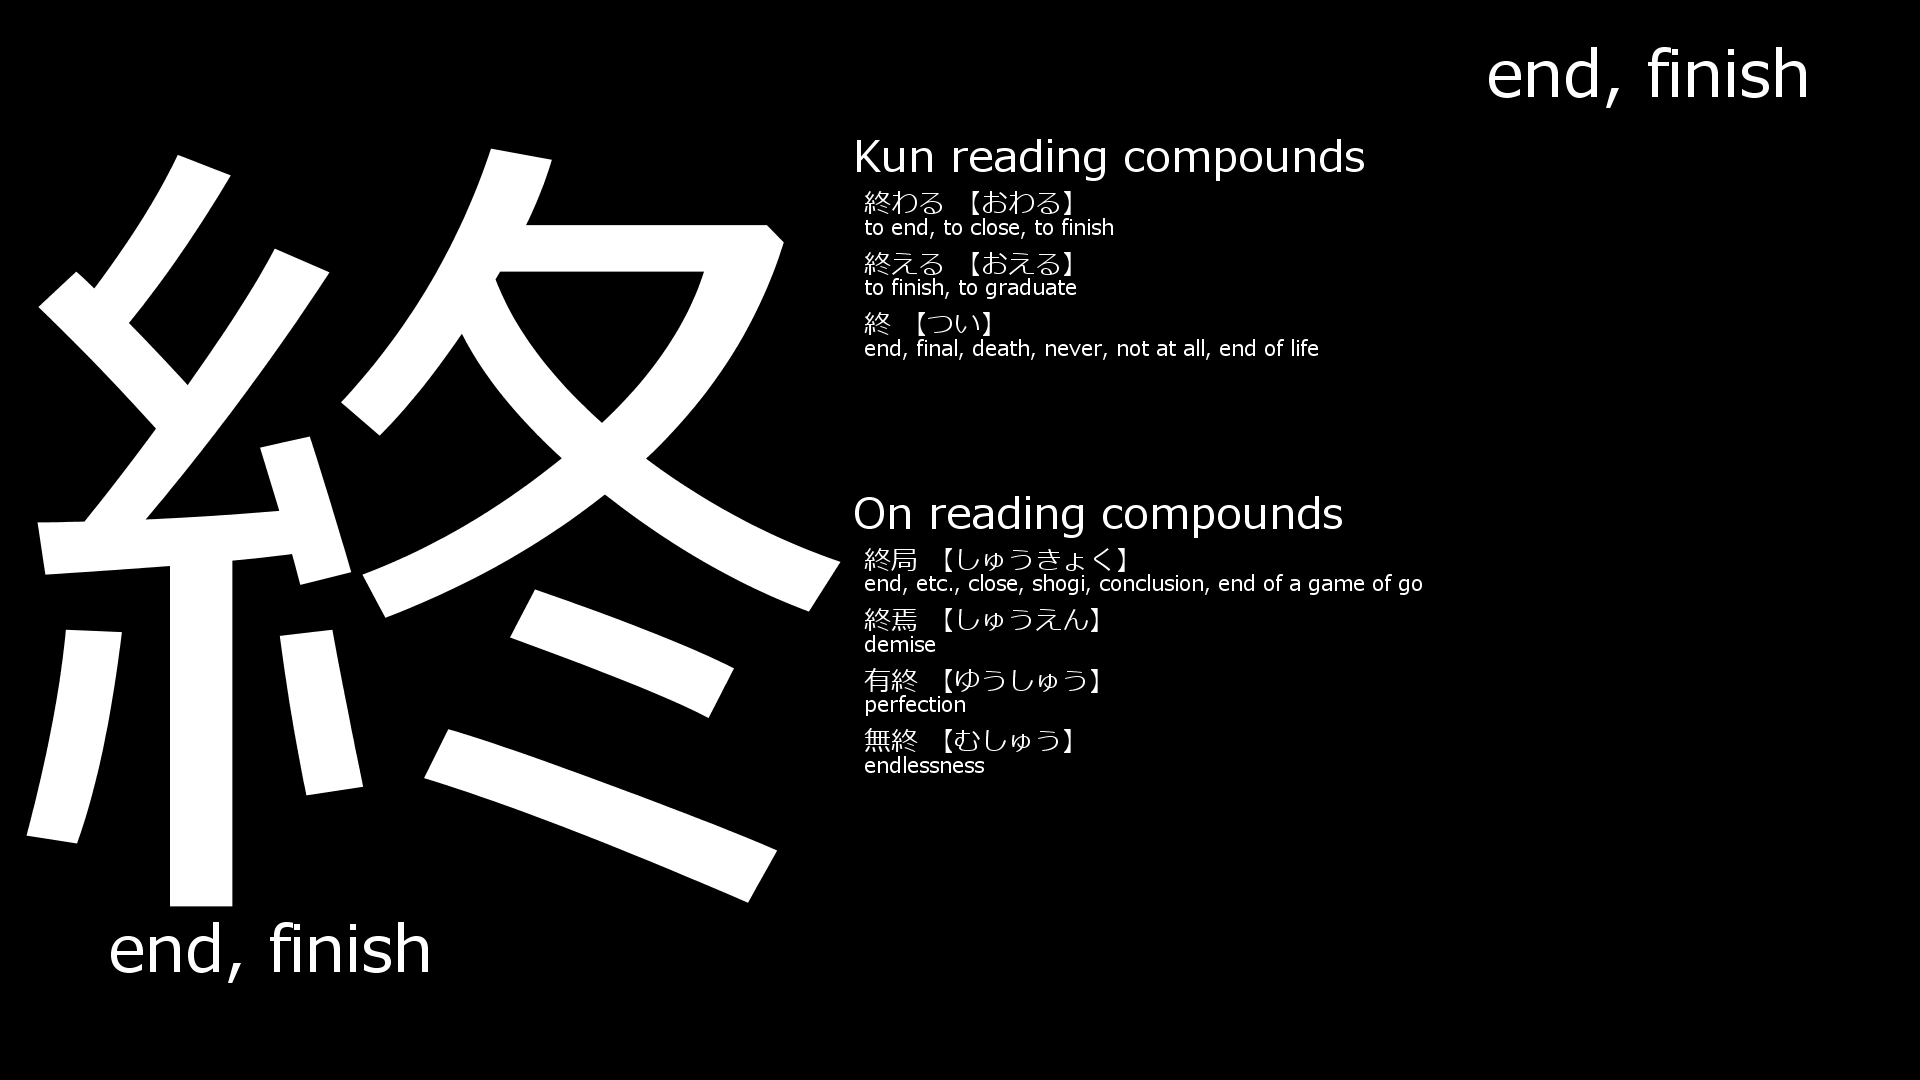 end, finish
終
end, finish
Kun reading compounds
終わる 【おわる】
to end, to close, to finish
終える 【おえる】
to finish, to graduate
終 【つい】
end, final, death, never, not at all, end of life
On reading compounds
終局 【しゅうきょく】
end, etc., close, shogi, conclusion, end of a game of go
終焉 【しゅうえん】
demise
有終 【ゆうしゅう】
perfection
無終 【むしゅう】
endlessness